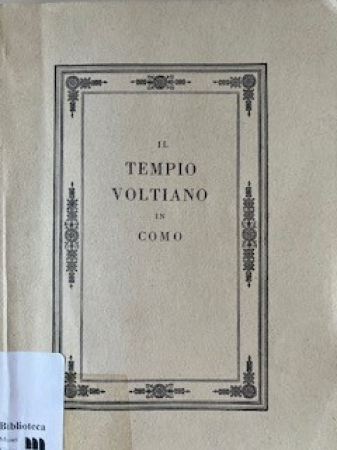 IL
TEMPIO
VOLTIANO
IN
COMO
Biblioteca